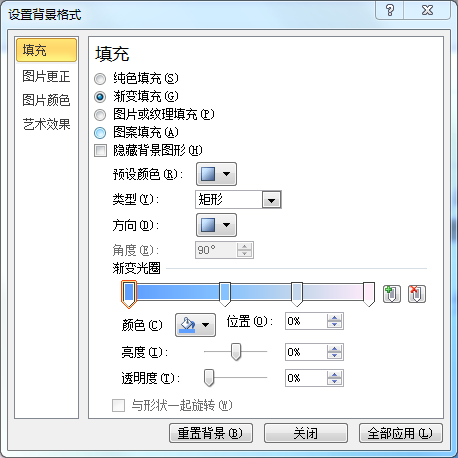 设置背景格式
填充
图片更正
图片颜色
艺术效果
填充
纯色填充(S)
渐变填充(G)
图片或纹理填充(P)
图案填充(A)
隐藏背景图形(H)
预设颜色(R):
类型(Y): 矩形
方向(D):
角度(E): 90°
渐变光圈
颜色(C) 位置(O): 0%
亮度(I): 0%
透明度(T): 0%
与形状一起旋转(W)
重置背景(B) 关闭 全部应用(L)